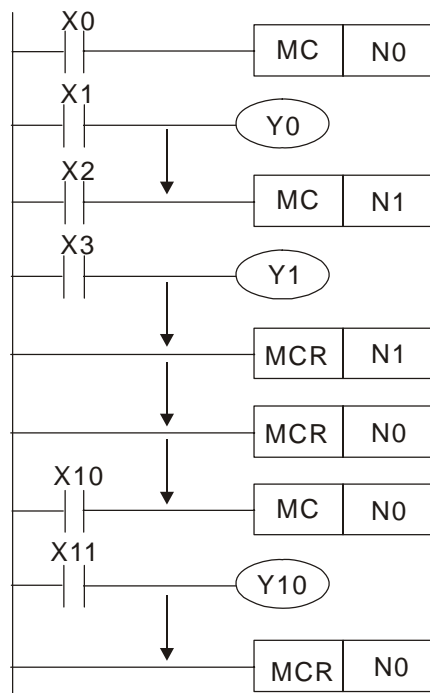 X0
MC N0
X1
Y0
X2
MC N1
X3
Y1
MCR N1
MCR N0
X10
MC N0
X11
Y10
MCR N0